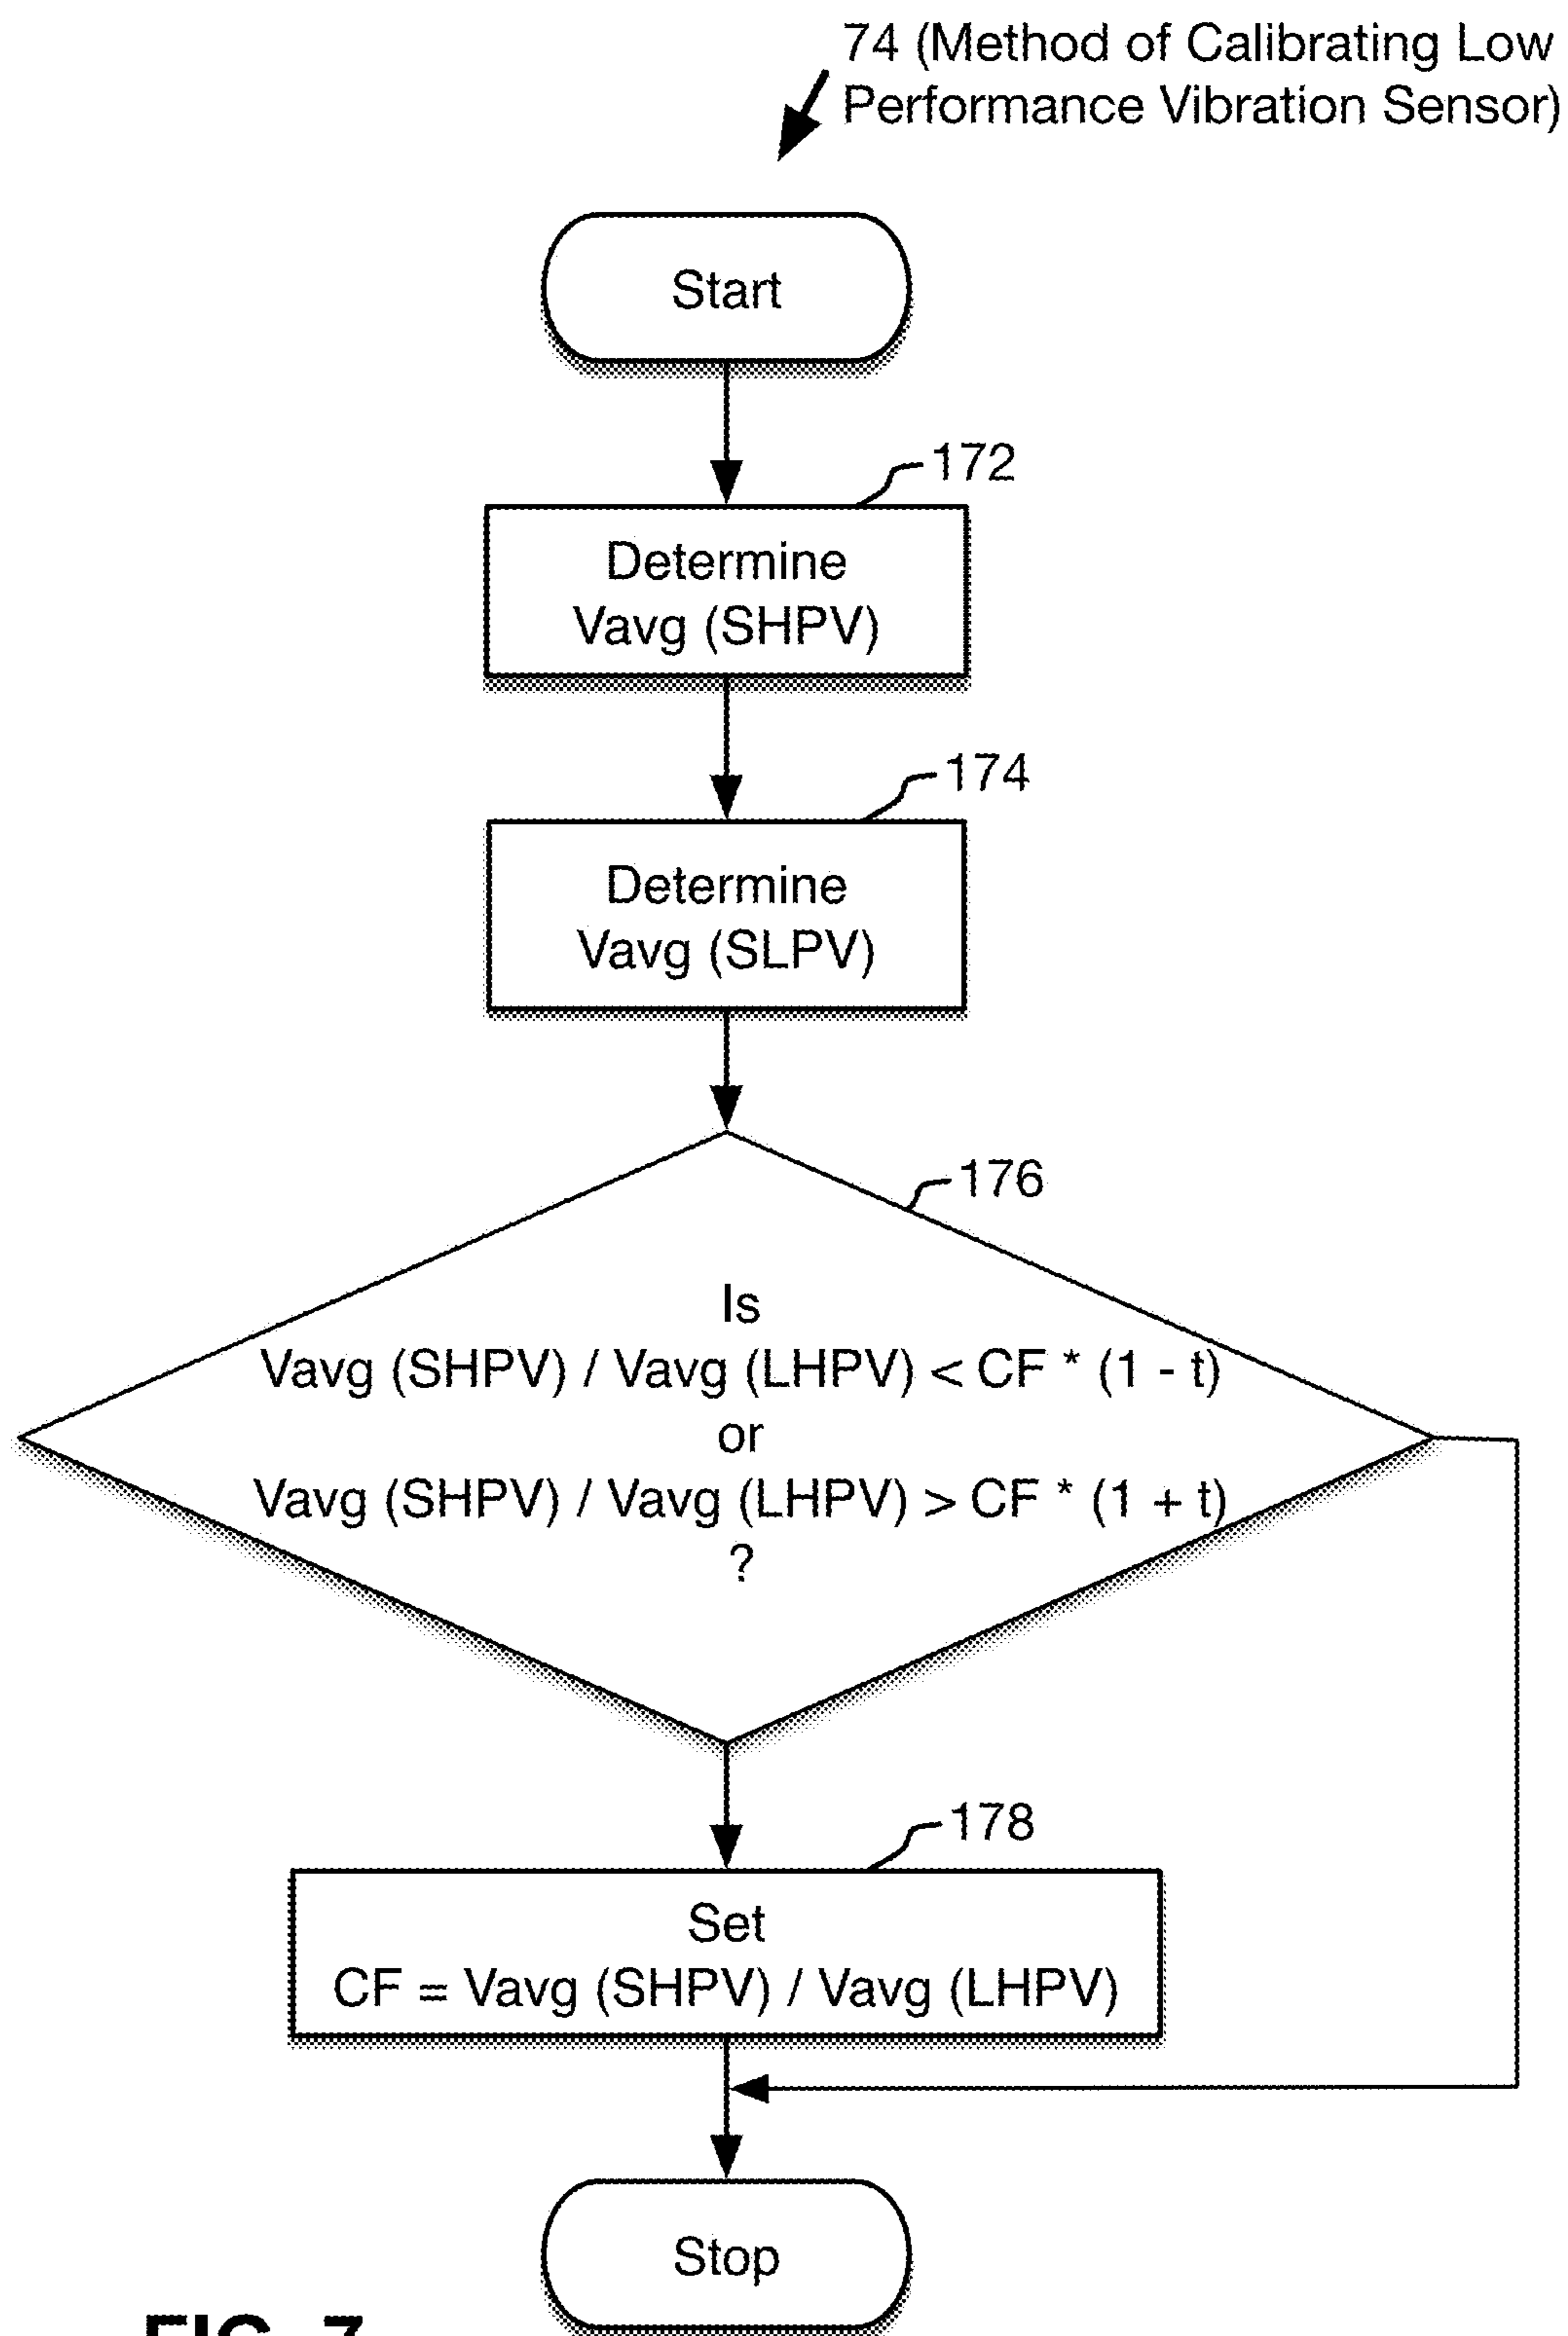 74 (Method of Calibrating Low
Performance Vibration Sensor)
Start
172
Determine
Vavg (SHPV)
174
Determine
Vavg (SLPV)
176
Is
Vavg (SHPV) / Vavg (LHPV) < CF * (1 - t)
or
Vavg (SHPV) / Vavg (LHPV) > CF * (1 + t)
?
178
Set
CF = Vavg (SHPV) / Vavg (LHPV)
Stop